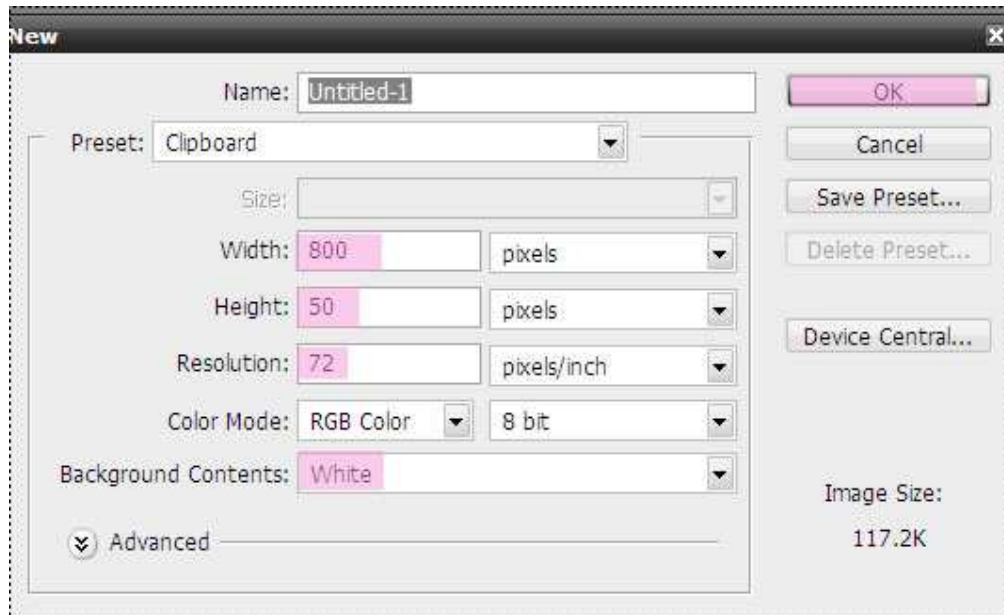 New
Name: Untitled-1
OK
Preset: Clipboard
Cancel
Size:
Save Preset...
Width: 800 pixels
Delete Preset...
Height: 50 pixels
Device Central...
Resolution: 72 pixels/inch
Color Mode: RGB Color 8 bit
Background Contents: White
Image Size:
117.2K
Advanced